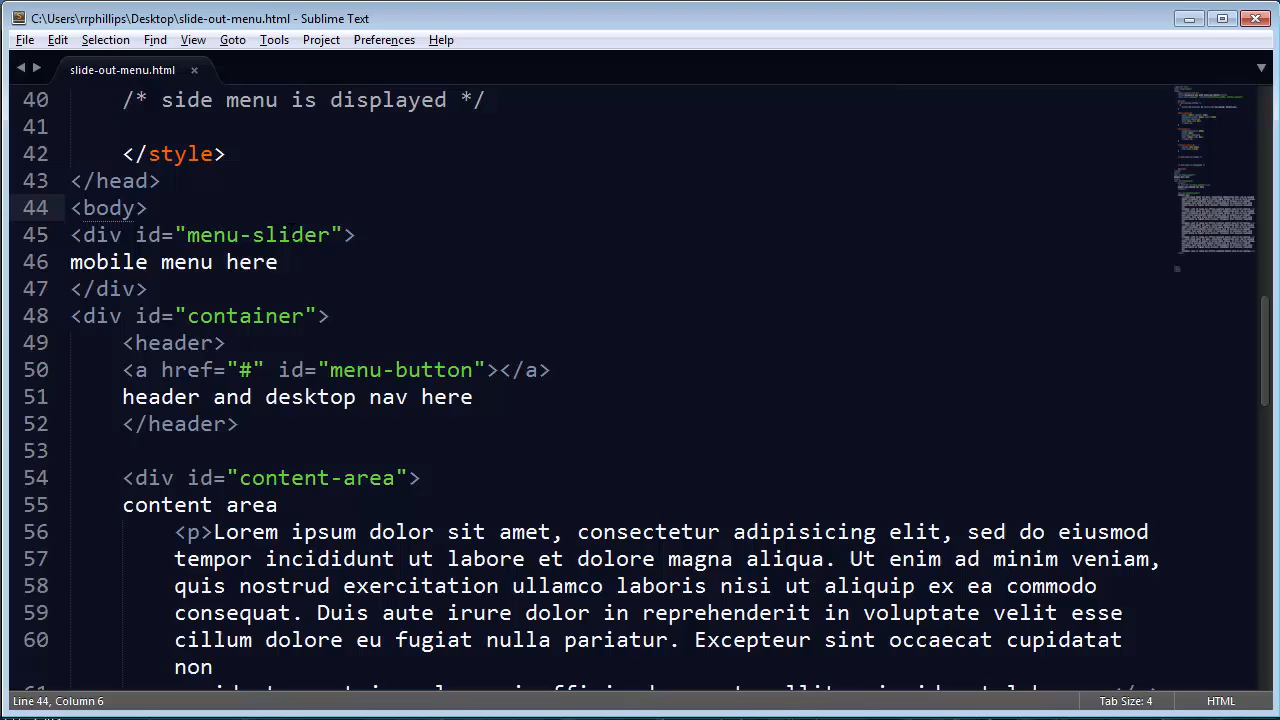 C:\Users\rrphillips\Desktop\slide-out-menu.html - Sublime Text
File Edit Selection Find View Goto Tools Project Preferences Help
slide-out-menu.html ×
40 /* side menu is displayed */
41
42 </style>
43 </head>
44 <body>
45 <div id="menu-slider">
46 mobile menu here
47 </div>
48 <div id="container">
49 <header>
50 <a href="#" id="menu-button"></a>
51 header and desktop nav here
52 </header>
53
54 <div id="content-area">
55 content area
56 <p>Lorem ipsum dolor sit amet, consectetur adipisicing elit, sed do eiusmod
57 tempor incididunt ut labore et dolore magna aliqua. Ut enim ad minim veniam,
58 quis nostrud exercitation ullamco laboris nisi ut aliquip ex ea commodo
59 consequat. Duis aute irure dolor in reprehenderit in voluptate velit esse
60 cillum dolore eu fugiat nulla pariatur. Excepteur sint occaecat cupidatat
non
Line 44, Column 6 Tab Size: 4 HTML